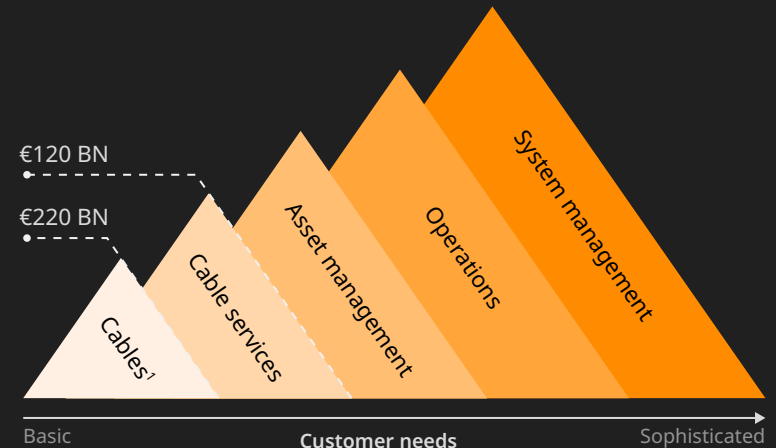 €120 BN
€220 BN
Cables¹
Cable services
Asset management
Operations
System management
Basic
Customer needs
Sophisticated